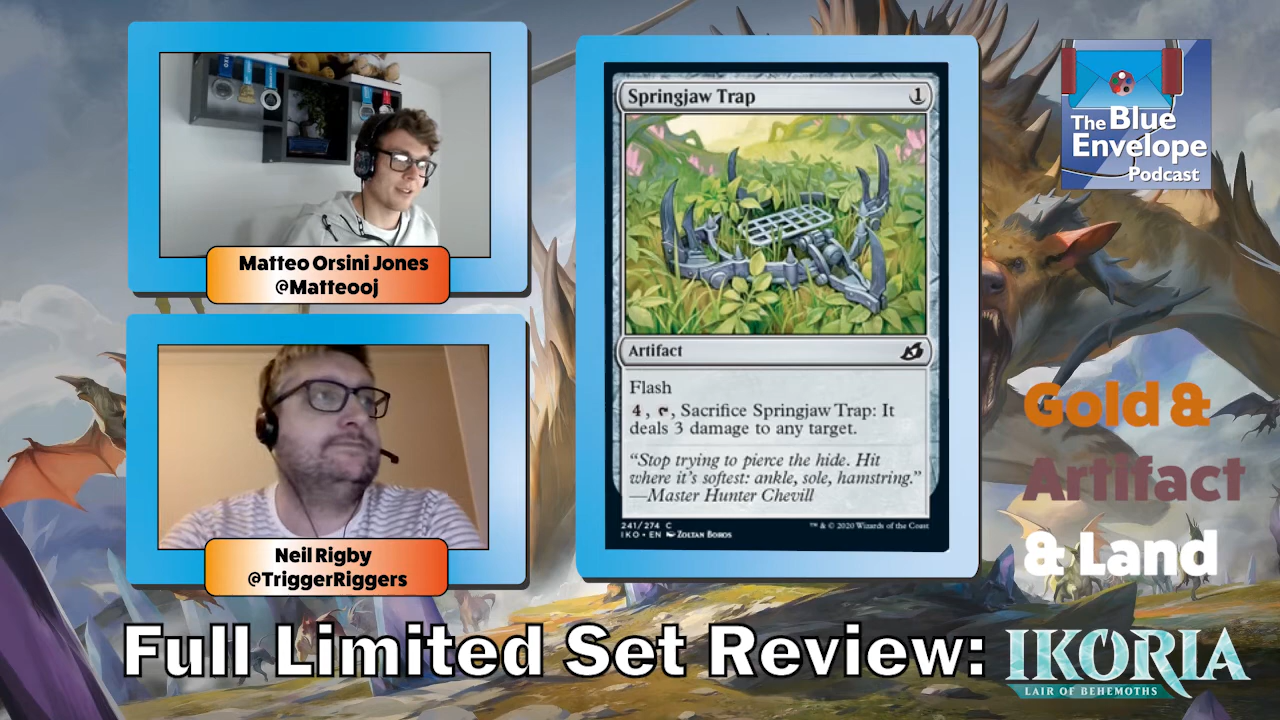 Matteo Orsini Jones
@Matteooj
Neil Rigby
@TriggerRiggers
Springjaw Trap 1
Artifact
Flash
4, T, Sacrifice Springjaw Trap: It
deals 3 damage to any target.
“Stop trying to pierce the hide. Hit
where it’s softest: ankle, sole, hamstring.”
—Master Hunter Chevill
241/274 C
IKO • EN Zoltan Boros
™ & © 2020 Wizards of the Coast
The Blue
Envelope
Podcast
Gold &
Artifact
& Land
Full Limited Set Review:
IKORIA
LAIR OF BEHEMOTHS